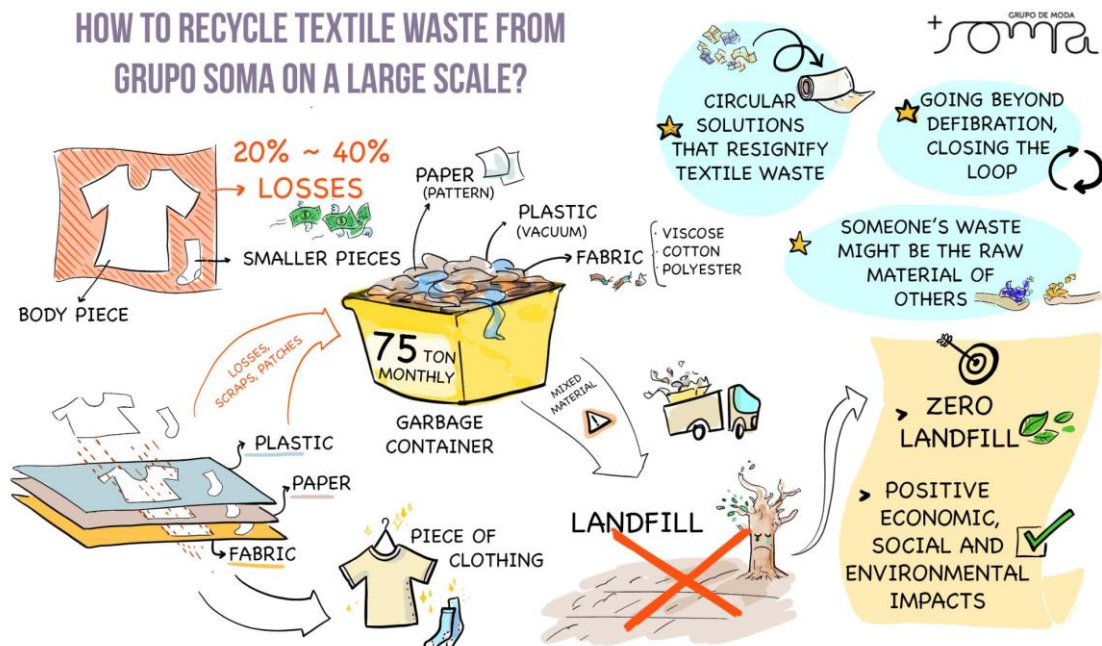 HOW TO RECYCLE TEXTILE WASTE FROM
GRUPO SOMA ON A LARGE SCALE?
GRUPO DE MODA
+soma
CIRCULAR
SOLUTIONS
THAT RESIGNIFY
TEXTILE WASTE
GOING BEYOND
DEFIBRATION,
CLOSING THE
LOOP
SOMEONE'S WASTE
MIGHT BE THE RAW
MATERIAL OF
OTHERS
20% ~ 40%
LOSSES
SMALLER PIECES
BODY PIECE
PAPER
(PATTERN)
PLASTIC
(VACUUM)
FABRIC
VISCOSE
COTTON
POLYESTER
75 TON
MONTHLY
GARBAGE
CONTAINER
LOSSES,
SCRAPS, PATCHES
PLASTIC
PAPER
FABRIC
PIECE OF
CLOTHING
MIXED
MATERIAL
LANDFILL
ZERO
LANDFILL
POSITIVE
ECONOMIC,
SOCIAL AND
ENVIRONMENTAL
IMPACTS